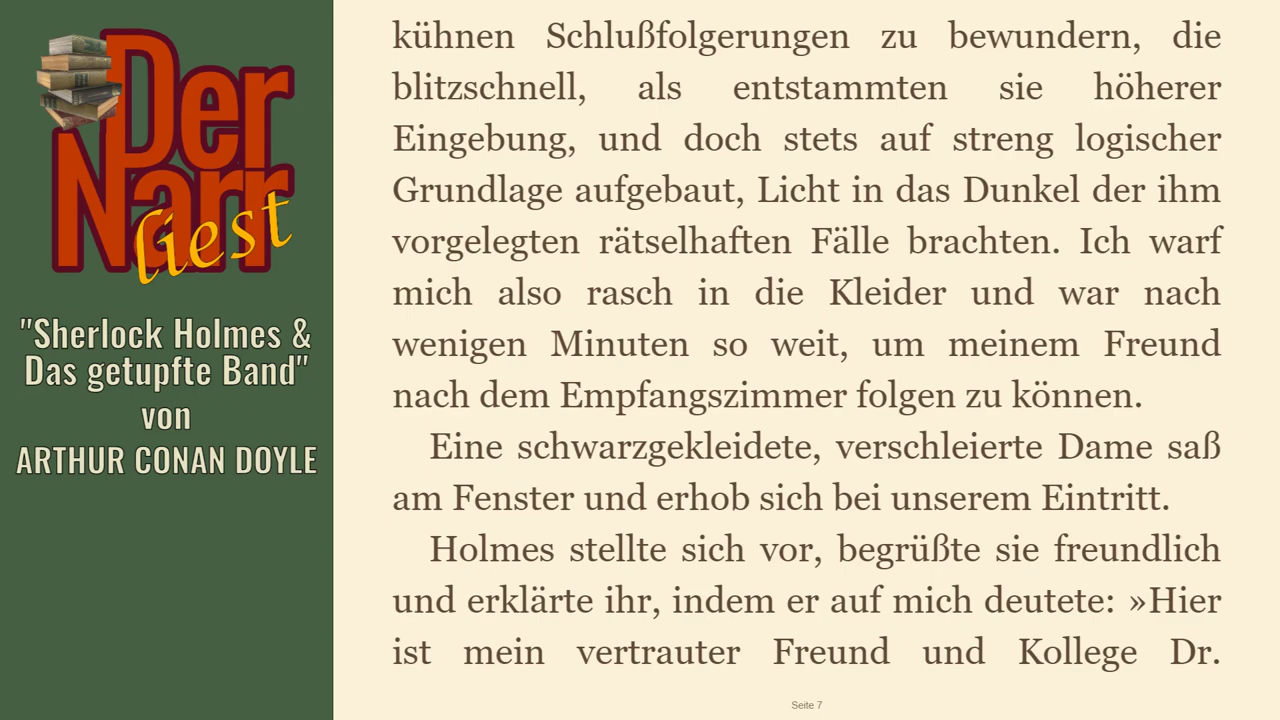 Der
Narr
liest
"Sherlock Holmes &
Das getupfte Band"
von
ARTHUR CONAN DOYLE
kühnen Schlußfolgerungen zu bewundern, die
blitzschnell, als entstammten sie höherer
Eingebung, und doch stets auf streng logischer
Grundlage aufgebaut, Licht in das Dunkel der ihm
vorgelegten rätselhaften Fälle brachten. Ich warf
mich also rasch in die Kleider und war nach
wenigen Minuten so weit, um meinem Freund
nach dem Empfangszimmer folgen zu können.
Eine schwarzgekleidete, verschleierte Dame saß
am Fenster und erhob sich bei unserem Eintritt.
Holmes stellte sich vor, begrüßte sie freundlich
und erklärte ihr, indem er auf mich deutete: »Hier
ist mein vertrauter Freund und Kollege Dr.
Seite 7